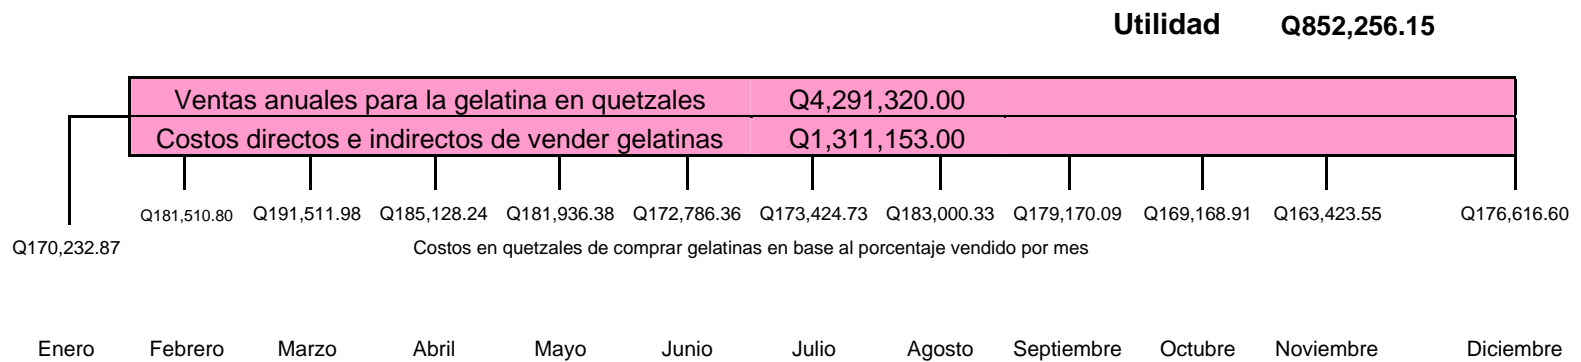 Utilidad Q852,256.15
Ventas anuales para la gelatina en quetzales Q4,291,320.00
Costos directos e indirectos de vender gelatinas Q1,311,153.00
Q181,510.80 Q191,511.98 Q185,128.24 Q181,936.38 Q172,786.36 Q173,424.73 Q183,000.33 Q179,170.09 Q169,168.91 Q163,423.55 Q176,616.60
Q170,232.87 Costos en quetzales de comprar gelatinas en base al porcentaje vendido por mes
Enero Febrero Marzo Abril Mayo Junio Julio Agosto Septiembre Octubre Noviembre Diciembre